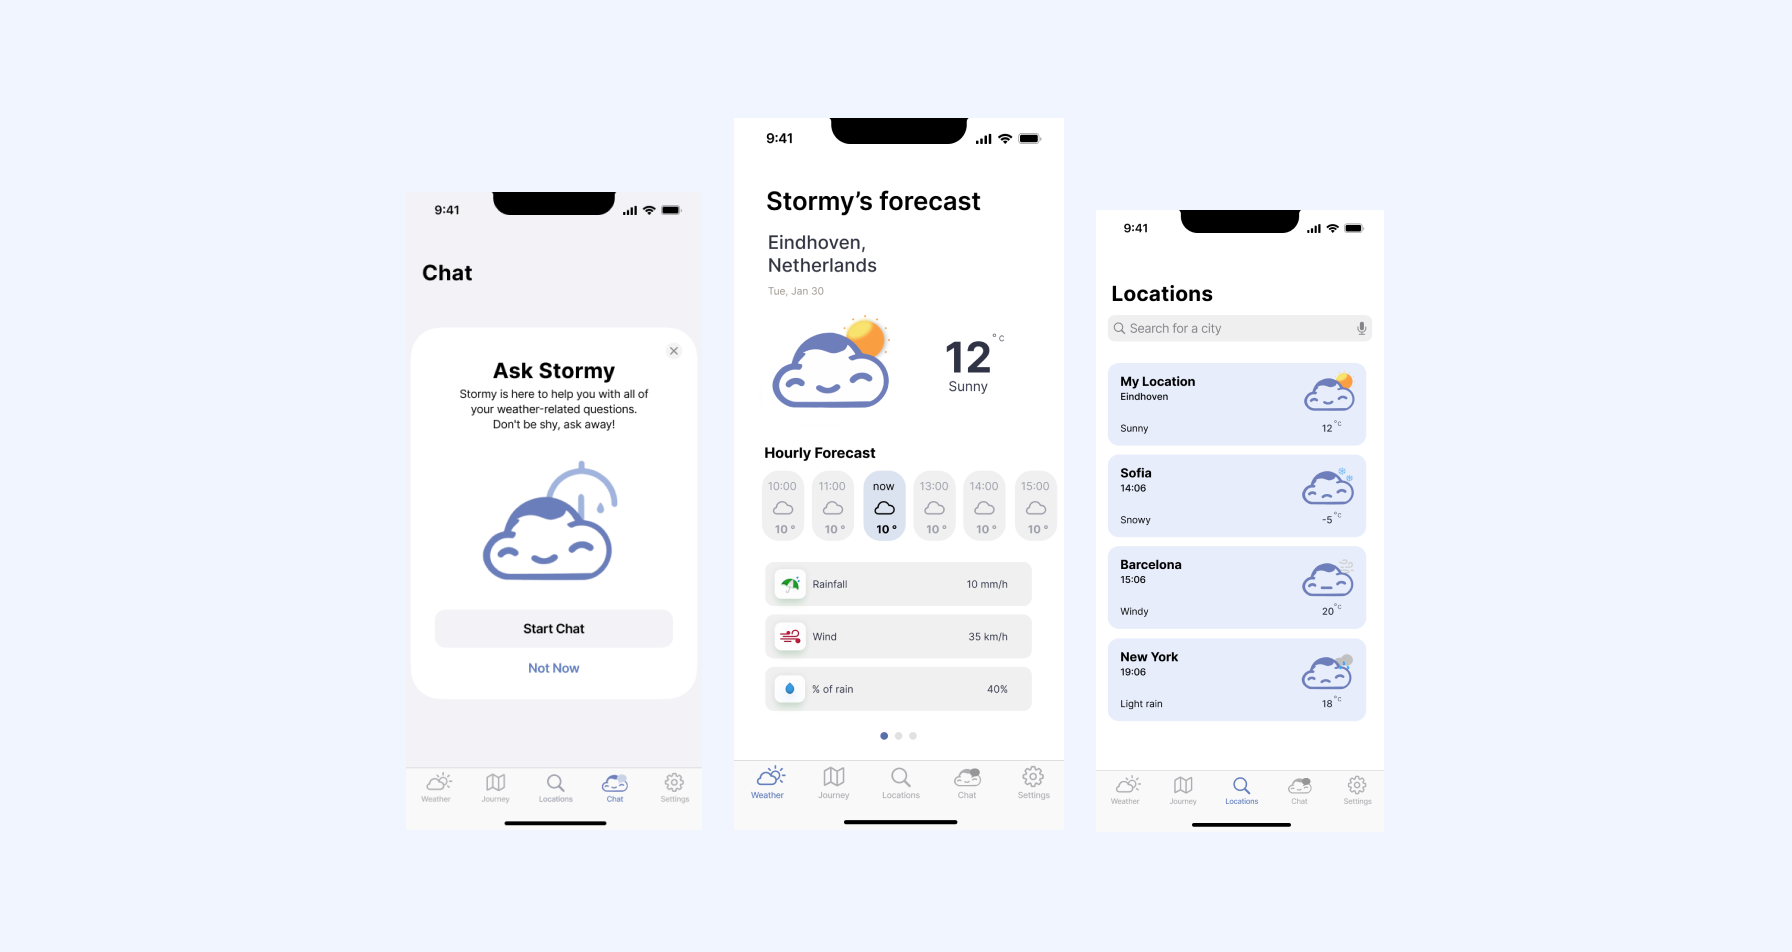 9:41
Chat
Ask Stormy
Stormy is here to help you with all of
your weather-related questions.
Don't be shy, ask away!
Start Chat
Not Now
Weather Journey Locations Chat Settings
9:41
Stormy’s forecast
Eindhoven,
Netherlands
Tue, Jan 30
12 °c
Sunny
Hourly Forecast
10:00 11:00 now 13:00 14:00 15:00
10 ° 10 ° 10 ° 10 ° 10 ° 10 °
Rainfall 10 mm/h
Wind 35 km/h
% of rain 40%
Weather Journey Locations Chat Settings
9:41
Locations
Search for a city
My Location
Eindhoven
Sunny 12 °c
Sofia
14:06
Snowy -5 °c
Barcelona
15:06
Windy 20 °c
New York
19:06
Light rain 18 °c
Weather Journey Locations Chat Settings